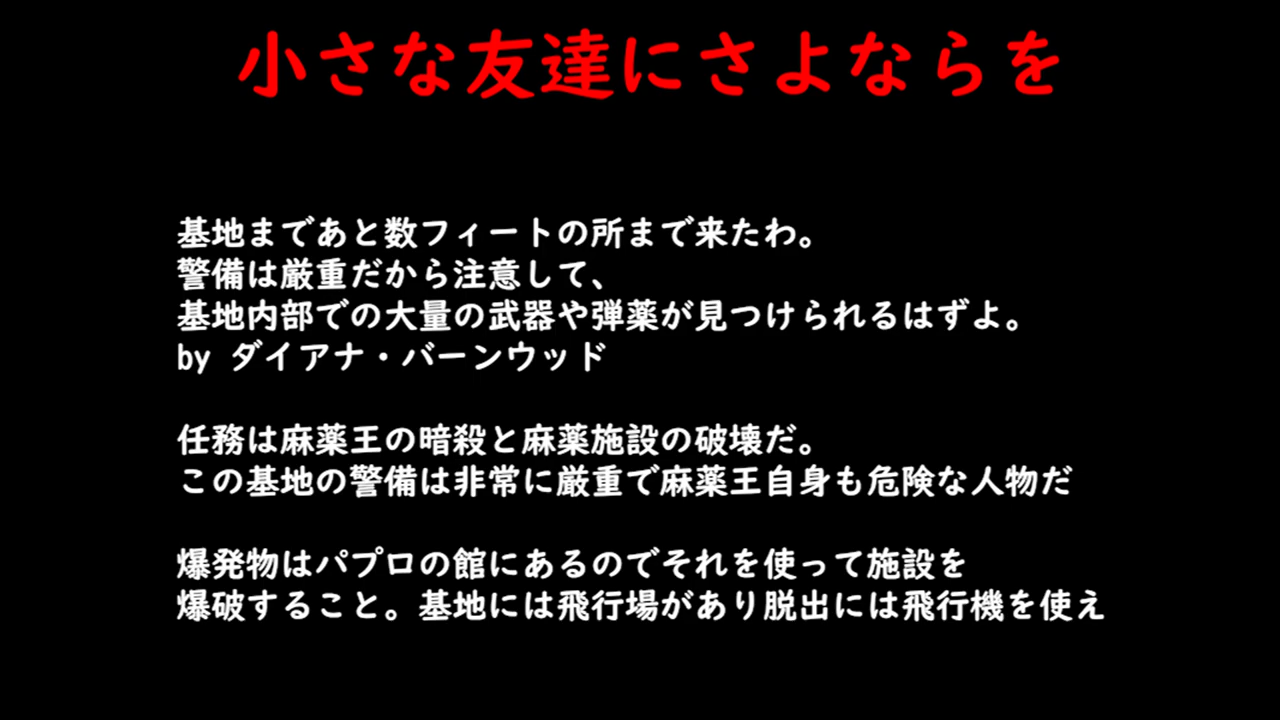 小さな友達にさよならを
基地まであと数フィートの所まで来たわ。
警備は厳重だから注意して、
基地内部での大量の武器や弾薬が見つけられるはずよ。
by ダイアナ・バーンウッド
任務は麻薬王の暗殺と麻薬施設の破壊だ。
この基地の警備は非常に厳重で麻薬王自身も危険な人物だ
爆発物はパプロの館にあるのでそれを使って施設を
爆破すること。基地には飛行場があり脱出には飛行機を使え